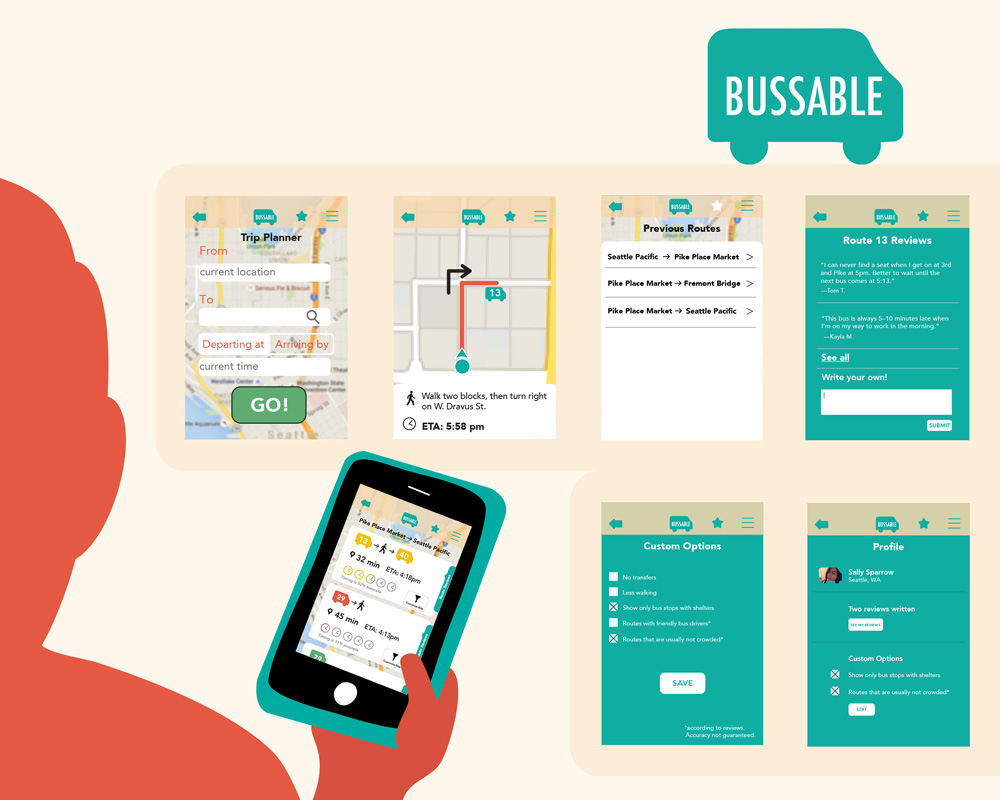 BUSSABLE
BUSSABLE
Trip Planner
From
current location
To
Departing at
Arriving by
current time
GO!
Seattle
BUSSABLE
13
Walk two blocks, then turn right
on W. Dravus St.
ETA: 5:58 pm
BUSSABLE
Previous Routes
Seattle Pacific → Pike Place Market >
Pike Place Market → Fremont Bridge >
Pike Place Market → Seattle Pacific >
BUSSABLE
Route 13 Reviews
"I can never find a seat when I get on at 3rd
and Pike at 5pm. Better to wait until the
next bus comes at 5:13."
—Tom T.
"This bus is always 5–10 minutes late when
I'm on my way to work in the morning."
—Kayla M.
See all
Write your own!
SUBMIT
BUSSABLE
Pike Place Market → Seattle Pacific
13 → → 40
32 min ETA: 4:18pm
29 →
45 min ETA: 4:13pm
29
BUSSABLE
Custom Options
No transfers
Less walking
Show only bus stops with shelters
Routes with friendly bus drivers*
Routes that are usually not crowded*
SAVE
*according to reviews.
Accuracy not guaranteed.
BUSSABLE
Profile
Sally Sparrow
Seattle, WA
Two reviews written
SEE MY REVIEWS
Custom Options
Show only bus stops with shelters
Routes that are usually not crowded*
EDIT